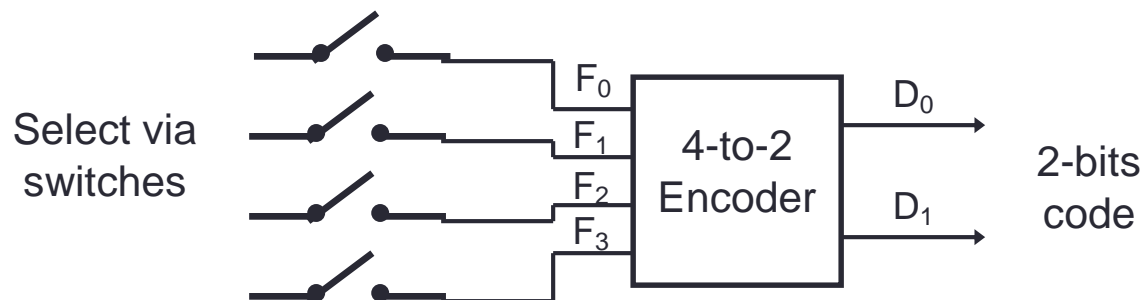 Select via
switches
F₀
F₁
F₂
F₃
4-to-2
Encoder
D₀
D₁
2-bits
code